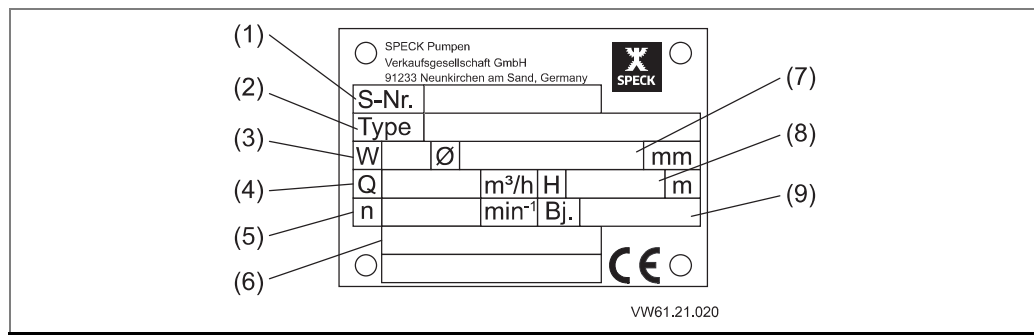 (1)
SPECK Pumpen
Verkaufsgesellschaft GmbH
91233 Neunkirchen am Sand, Germany
SPECK
(7)
S-Nr.
(2)
Type
(8)
(3)
W Ø mm
(4)
Q m³/h H m
(9)
(5)
n min-1 Bj.
(6)
CE
VW61.21.020